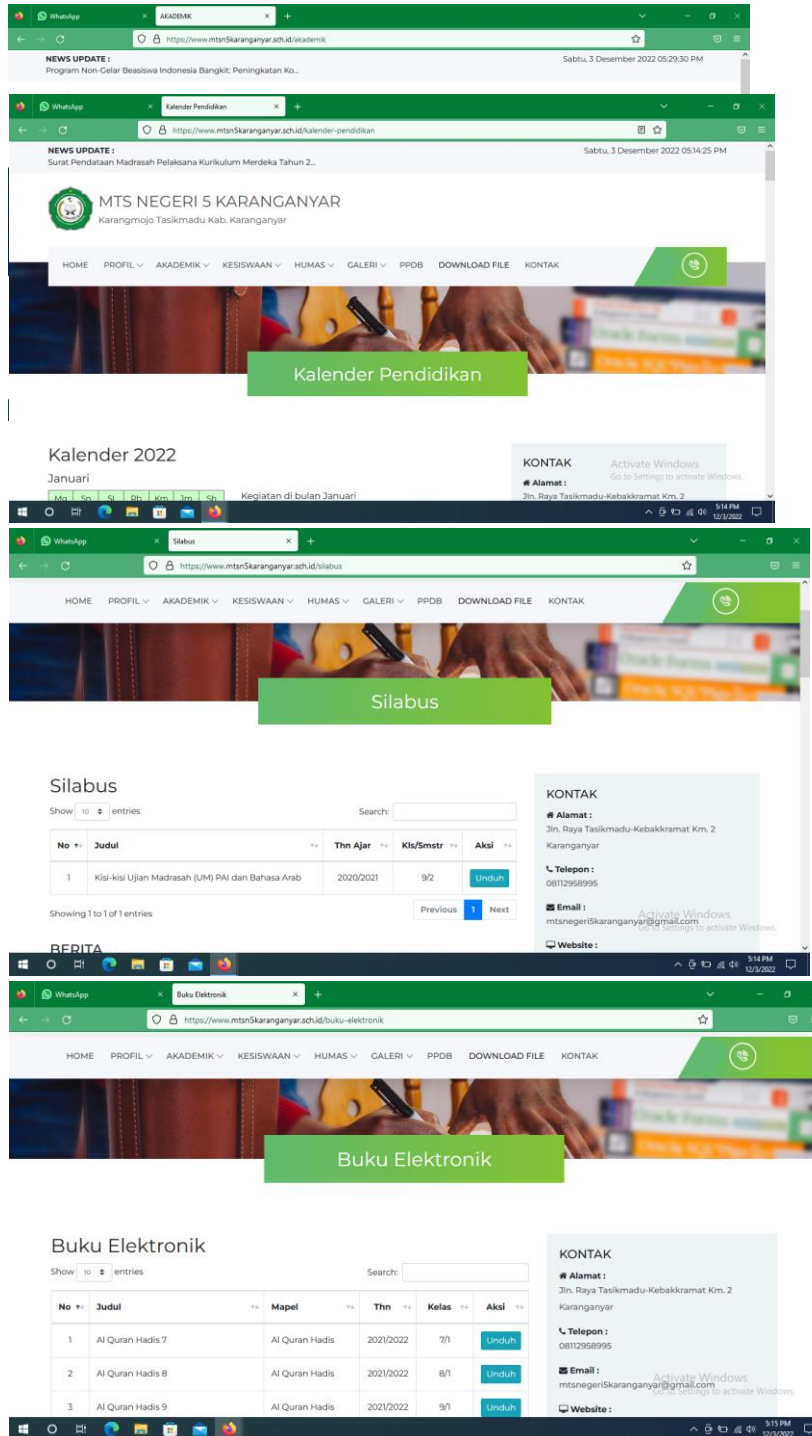 WhatsApp AKADEMIK
https://www.mtsn5karanganyar.sch.id/akademik
NEWS UPDATE : Sabtu, 3 Desember 2022 05:29:30 PM
Program Non-Gelar Beasiswa Indonesia Bangkit: Peningkatan Ko...
WhatsApp Kalender Pendidikan
https://www.mtsn5karanganyar.sch.id/kalender-pendidikan
NEWS UPDATE : Sabtu, 3 Desember 2022 05:14:25 PM
Surat Pendataan Madrasah Pelaksana Kurikulum Merdeka Tahun 2...
MTS NEGERI 5 KARANGANYAR
Karangmojo Tasikmadu Kab. Karanganyar
HOME PROFIL AKADEMIK KESISWAAN HUMAS GALERI PPDB DOWNLOAD FILE KONTAK
Oracle Forms
Kalender Pendidikan
Kalender 2022
Januari
Mg Sn Sl Rb Km Jm Sb
Kegiatan di bulan Januari
KONTAK
Alamat :
Jln. Raya Tasikmadu-Kebakkramat Km. 2
Activate Windows
Go to Settings to activate Windows.
5:14 PM
12/3/2022
WhatsApp Silabus
https://www.mtsn5karanganyar.sch.id/silabus
HOME PROFIL AKADEMIK KESISWAAN HUMAS GALERI PPDB DOWNLOAD FILE KONTAK
Oracle Forms
Silabus
Silabus
Show 10 entries Search:
No Judul Thn Ajar Kls/Smstr Aksi
1 Kisi-kisi Ujian Madrasah (UM) PAI dan Bahasa Arab 2020/2021 9/2 Unduh
Showing 1 to 1 of 1 entries Previous 1 Next
BERITA
KONTAK
Alamat :
Jln. Raya Tasikmadu-Kebakkramat Km. 2
Karanganyar
Telepon :
08112958995
Email :
mtsnegeri5karanganyar@gmail.com
Website :
Activate Windows
Go to Settings to activate Windows.
5:14 PM
12/3/2022
WhatsApp Buku Elektronik
https://www.mtsn5karanganyar.sch.id/buku-elektronik
HOME PROFIL AKADEMIK KESISWAAN HUMAS GALERI PPDB DOWNLOAD FILE KONTAK
Oracle Forms
Buku Elektronik
Buku Elektronik
Show 10 entries Search:
No Judul Mapel Thn Kelas Aksi
1 Al Quran Hadis 7 Al Quran Hadis 2021/2022 7/1 Unduh
2 Al Quran Hadis 8 Al Quran Hadis 2021/2022 8/1 Unduh
3 Al Quran Hadis 9 Al Quran Hadis 2021/2022 9/1 Unduh
KONTAK
Alamat :
Jln. Raya Tasikmadu-Kebakkramat Km. 2
Karanganyar
Telepon :
08112958995
Email :
mtsnegeri5karanganyar@gmail.com
Website :
Activate Windows
Go to Settings to activate Windows.
5:15 PM
12/3/2022